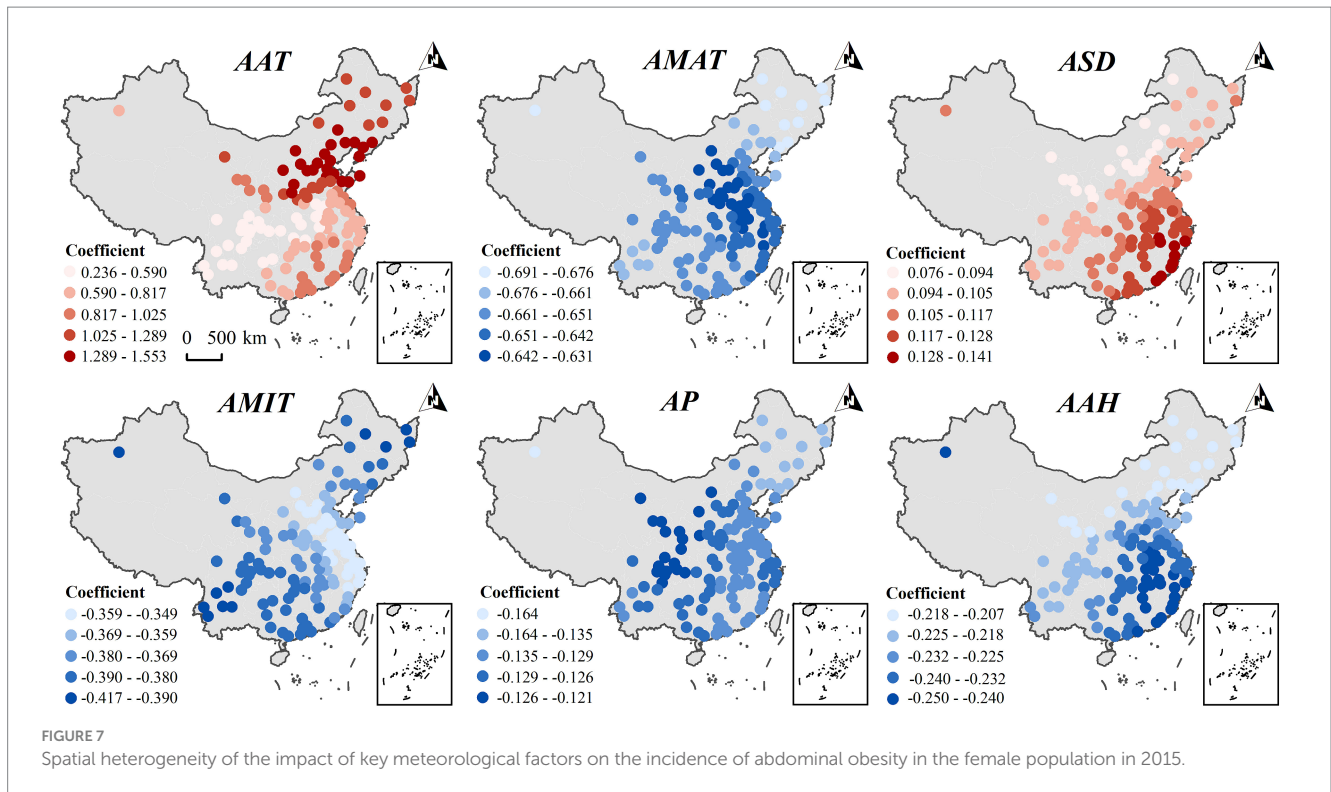 AAT
N
Coefficient
0.236 - 0.590
0.590 - 0.817
0.817 - 1.025
1.025 - 1.289
1.289 - 1.553
0 500 km
AMAT
N
Coefficient
-0.691 - -0.676
-0.676 - -0.661
-0.661 - -0.651
-0.651 - -0.642
-0.642 - -0.631
ASD
N
Coefficient
0.076 - 0.094
0.094 - 0.105
0.105 - 0.117
0.117 - 0.128
0.128 - 0.141
AMIT
N
Coefficient
-0.359 - -0.349
-0.369 - -0.359
-0.380 - -0.369
-0.390 - -0.380
-0.417 - -0.390
AP
N
Coefficient
-0.164
-0.164 - -0.135
-0.135 - -0.129
-0.129 - -0.126
-0.126 - -0.121
AAH
N
Coefficient
-0.218 - -0.207
-0.225 - -0.218
-0.232 - -0.225
-0.240 - -0.232
-0.250 - -0.240
FIGURE 7
Spatial heterogeneity of the impact of key meteorological factors on the incidence of abdominal obesity in the female population in 2015.